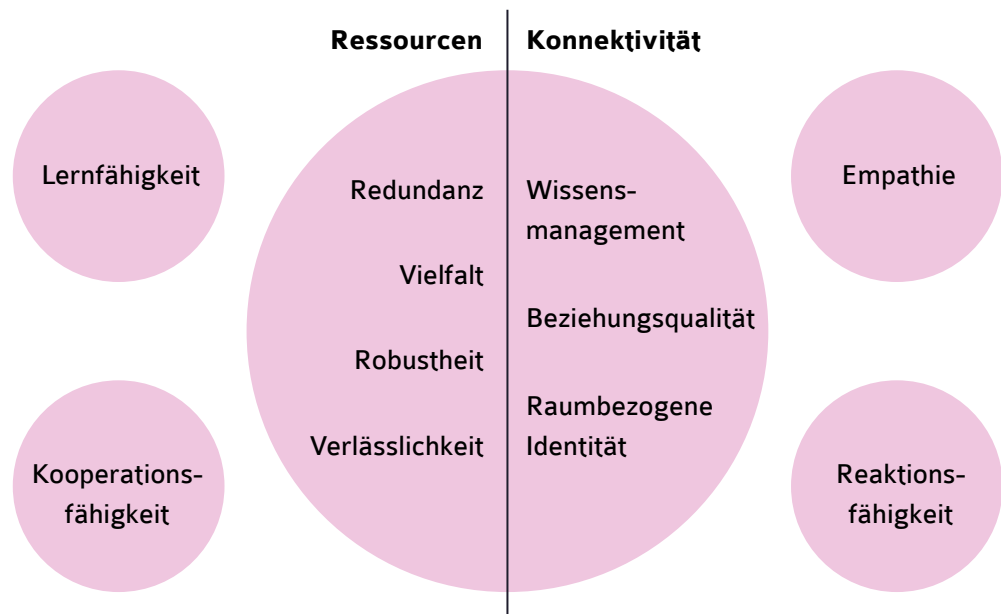 Ressourcen
Konnektivität
Lernfähigkeit
Redundanz
Vielfalt
Robustheit
Verlässlichkeit
Wissens-
management
Beziehungsqualität
Raumbezogene
Identität
Empathie
Kooperations-
fähigkeit
Reaktions-
fähigkeit